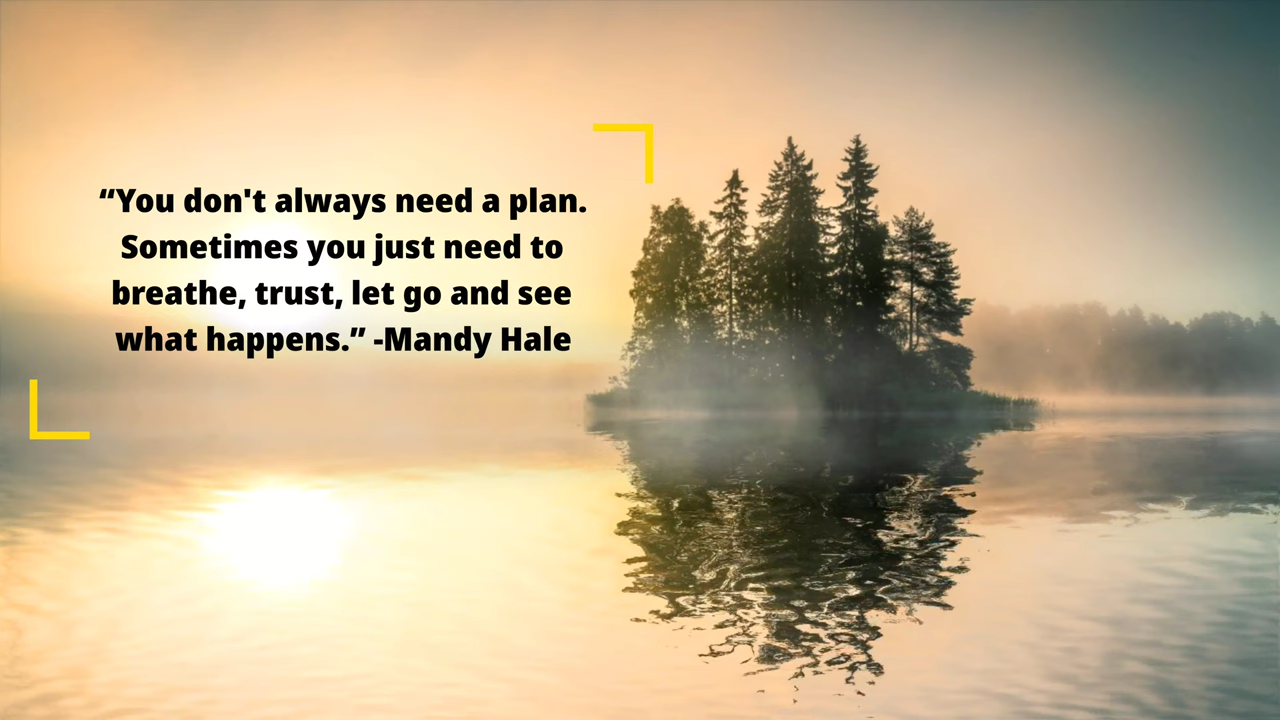 “You don't always need a plan.
Sometimes you just need to
breathe, trust, let go and see
what happens.” -Mandy Hale